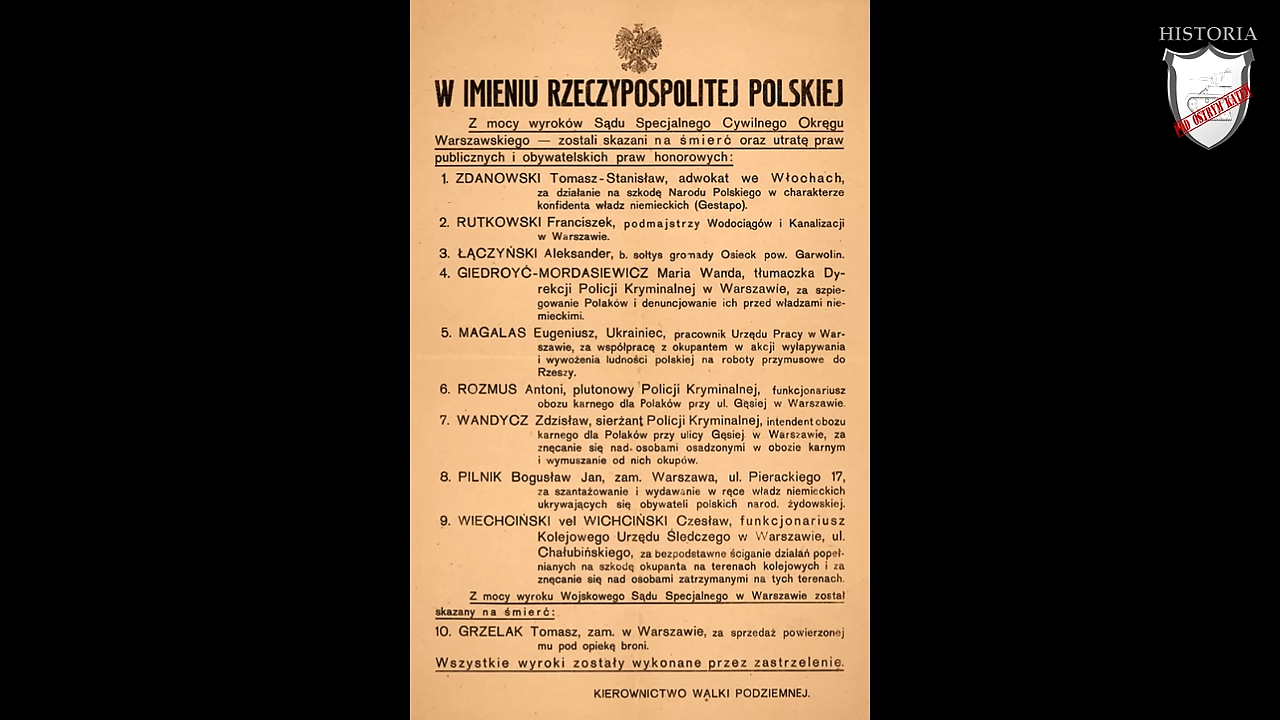 W IMIENIU RZECZYPOSPOLITEJ POLSKIEJ
Z mocy wyroków Sądu Specjalnego Cywilnego Okręgu
Warszawskiego — zostali skazani na śmierć oraz utratę praw
publicznych i obywatelskich praw honorowych:
1. ZDANOWSKI Tomasz-Stanisław, adwokat we Włochach,
za działanie na szkodę Narodu Polskiego w charakterze
konfidenta władz niemieckich (Gestapo).
2. RUTKOWSKI Franciszek, podmajstrzy Wodociągów i Kanalizacji
w Warszawie.
3. ŁĄCZYŃSKI Aleksander, b. sołtys gromady Osieck pow. Garwolin.
4. GIEDROYĆ-MORDASIEWICZ Maria Wanda, tłumaczka Dy-
rekcji Policji Kryminalnej w Warszawie, za szpie-
gowanie Polaków i denuncjowanie ich przed władzami nie-
mieckimi.
5. MAGALAS Eugeniusz, Ukrainiec, pracownik Urzędu Pracy w War-
szawie, za współpracę z okupantem w akcji wyłapywania
i wywożenia ludności polskiej na roboty przymusowe do
Rzeszy.
6. ROZMUS Antoni, plutonowy Policji Kryminalnej, funkcjonariusz
obozu karnego dla Polaków przy ul. Gęsiej w Warszawie.
7. WANDYCZ Zdzisław, sierżant Policji Kryminalnej, intendent obozu
karnego dla Polaków przy ulicy Gęsiej w Warszawie, za
znęcanie się nad osobami osadzonymi w obozie karnym
i wymuszanie od nich okupów.
8. PILNIK Bogusław Jan, zam. Warszawa, ul. Pierackiego 17,
za szantażowanie i wydawanie w ręce władz niemieckich
ukrywających się obywateli polskich narod. żydowskiej.
9. WIECHCIŃSKI vel WICHCIŃSKI Czesław, funkcjonariusz
Kolejowego Urzędu Śledczego w Warszawie, ul.
Chałubińskiego, za bezpodstawne ściganie działań popeł-
nianych na szkodę okupanta na terenach kolejowych i za
znęcanie się nad osobami zatrzymanymi na tych terenach.
Z mocy wyroku Wojskowego Sądu Specjalnego w Warszawie został
skazany na śmierć:
10. GRZELAK Tomasz, zam. w Warszawie, za sprzedaż powierzonej
mu pod opiekę broni.
Wszystkie wyroki zostały wykonane przez zastrzelenie.
KIEROWNICTWO WALKI PODZIEMNEJ.
HISTORIA
POD OSTRYM KĄTEM